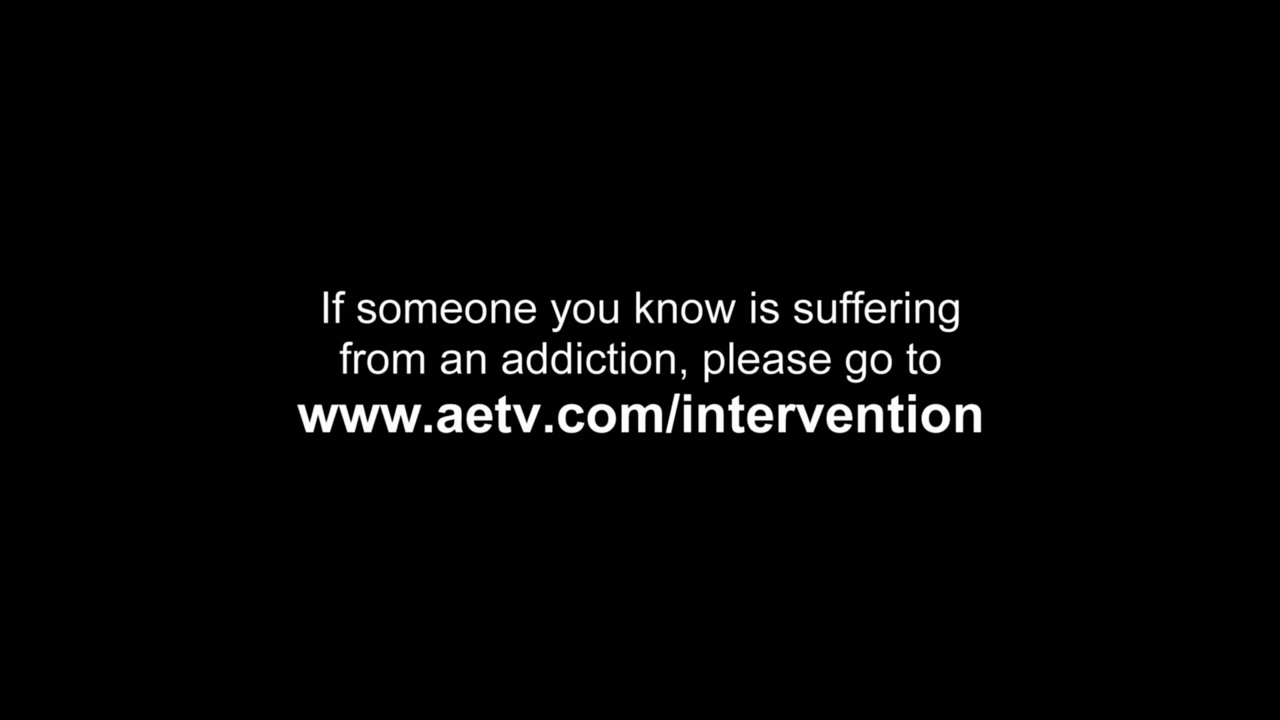 If someone you know is suffering
from an addiction, please go to
www.aetv.com/intervention